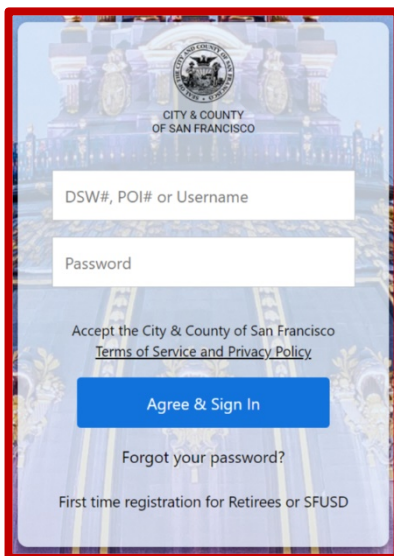 CITY & COUNTY
OF SAN FRANCISCO
DSW#, POI# or Username
Password
Accept the City & County of San Francisco
Terms of Service and Privacy Policy
Agree & Sign In
Forgot your password?
First time registration for Retirees or SFUSD